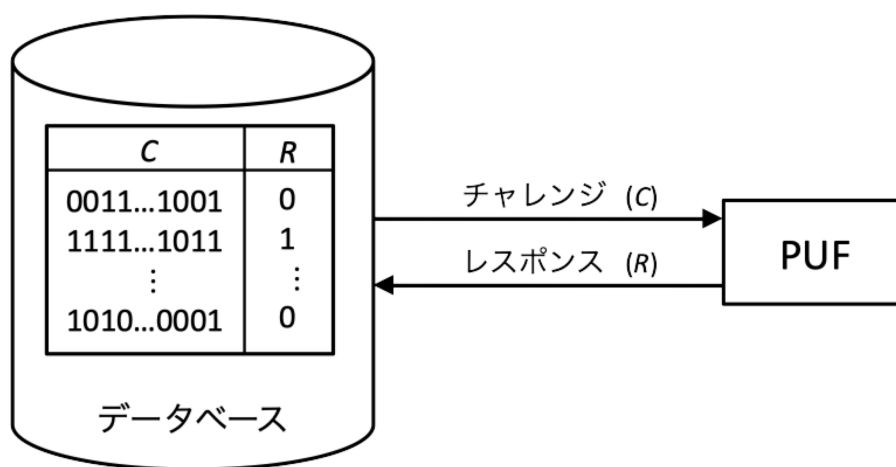 C R
0011...1001 0
1111...1011 1
⋮ ⋮
1010...0001 0
データベース
チャレンジ (C)
レスポンス (R)
PUF